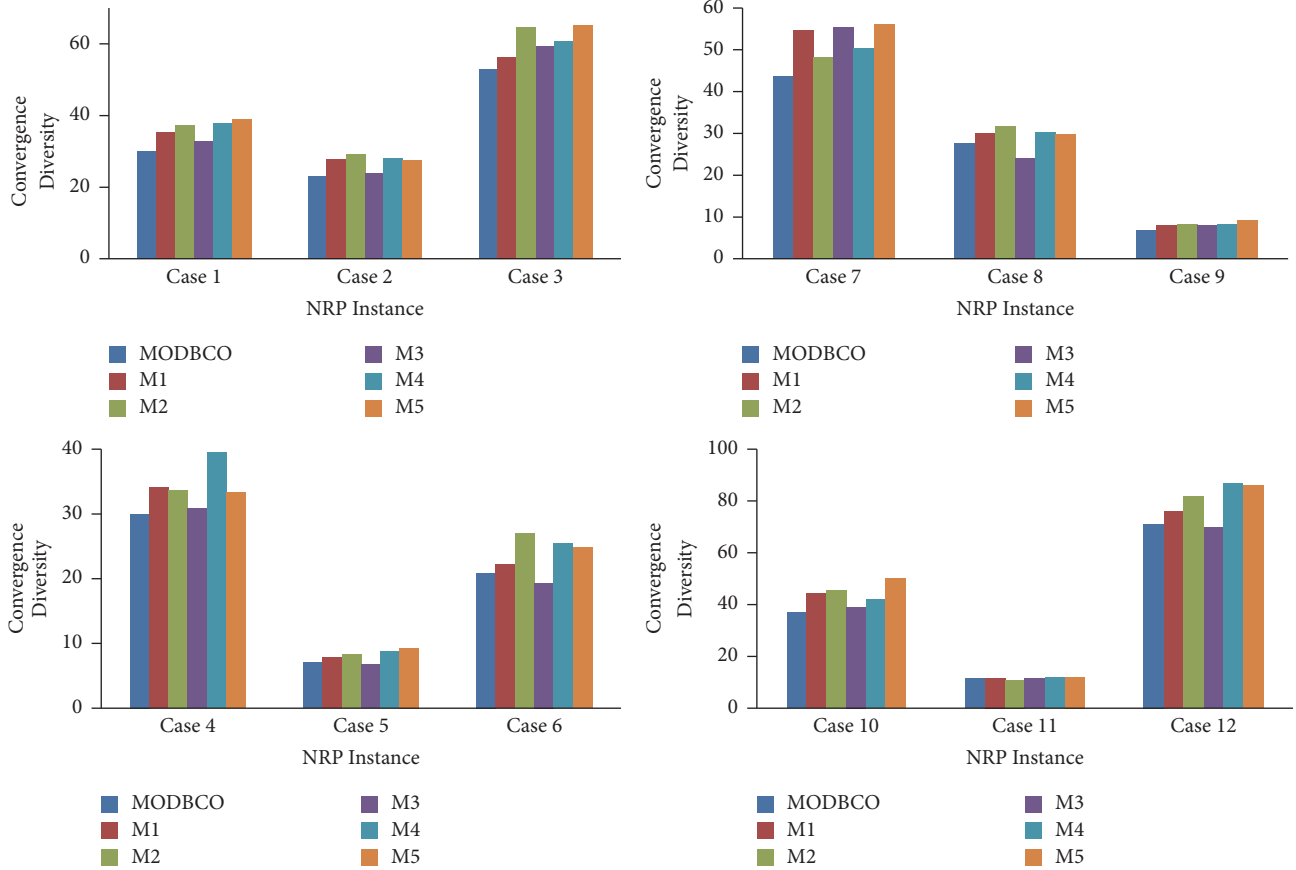 Convergence
Diversity
60
40
20
0
Case 1
Case 2
Case 3
NRP Instance
MODBCO
M1
M2
M3
M4
M5
Convergence
Diversity
60
50
40
30
20
10
0
Case 7
Case 8
Case 9
NRP Instance
MODBCO
M1
M2
M3
M4
M5
Convergence
Diversity
40
30
20
10
0
Case 4
Case 5
Case 6
NRP Instance
MODBCO
M1
M2
M3
M4
M5
Convergence
Diversity
100
80
60
40
20
0
Case 10
Case 11
Case 12
NRP Instance
MODBCO
M1
M2
M3
M4
M5